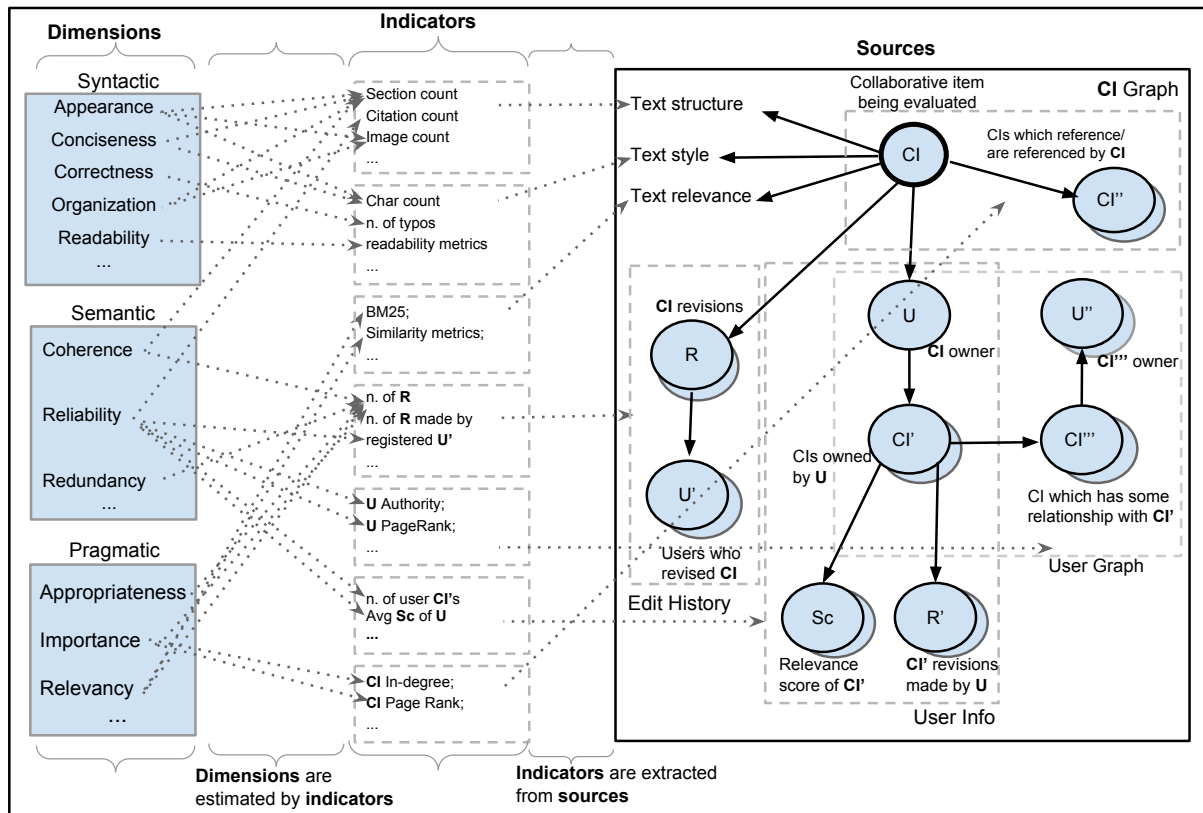 Dimensions
Indicators
Sources
Syntactic
Appearance
Conciseness
Correctness
Organization
Readability
...
Semantic
Coherence
Reliability
Redundancy
...
Pragmatic
Appropriateness
Importance
Relevancy
...
Section count
Citation count
Image count
...
Char count
n. of typos
readability metrics
...
BM25;
Similarity metrics;
...
n. of R
n. of R made by
registered U'
...
U Authority;
U PageRank;
...
n. of user CI's
Avg Sc of U
...
CI In-degree;
CI Page Rank;
...
Dimensions are
estimated by indicators
Indicators are extracted
from sources
Text structure
Text style
Text relevance
Collaborative item
being evaluated
CI Graph
CI
CIs which reference/
are referenced by CI
CI''
CI revisions
R
U'
Users who
revised CI
Edit History
U
CI owner
U''
CI''' owner
CI'
CIs owned
by U
CI'''
CI which has some
relationship with CI'
User Graph
Sc
Relevance
score of CI'
R'
CI' revisions
made by U
User Info